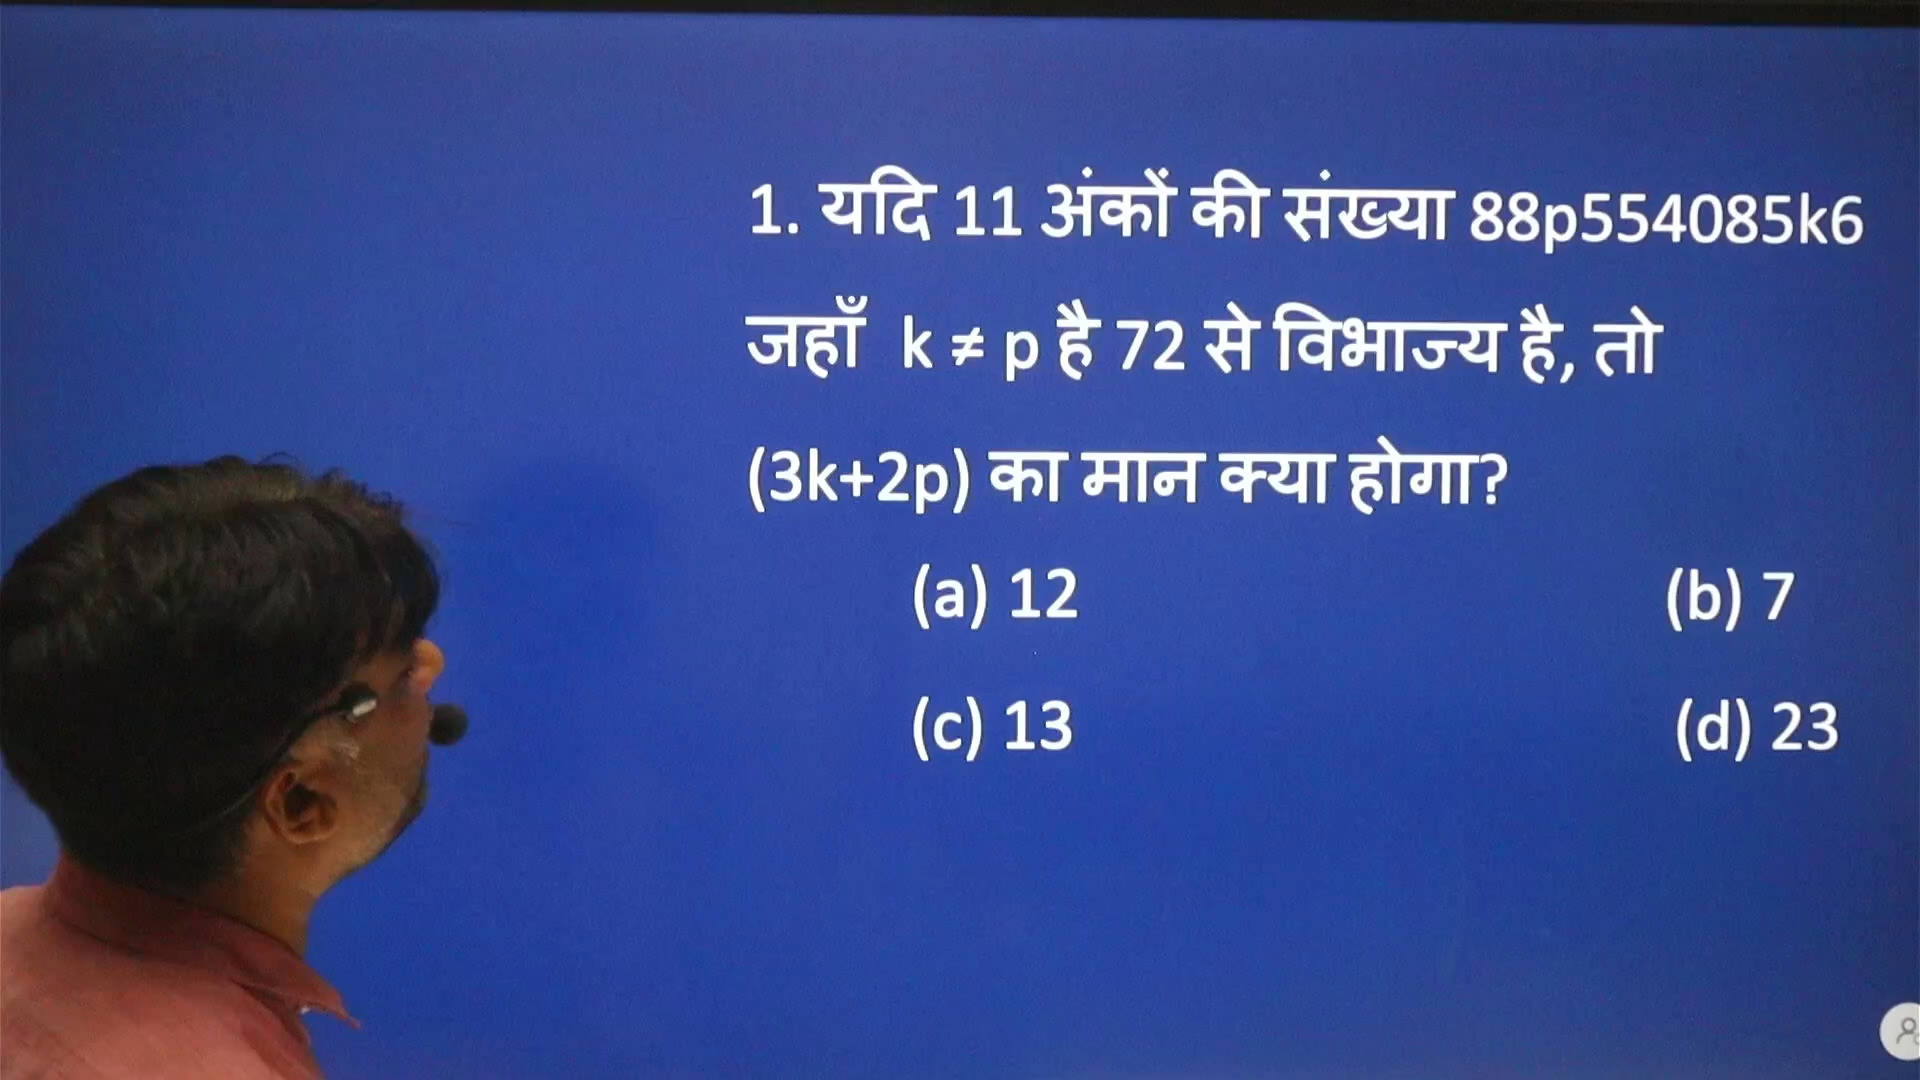 1. यदि 11 अंकों की संख्या 88p554085k6
जहाँ k ≠ p है 72 से विभाज्य है, तो
(3k+2p) का मान क्या होगा?
(a) 12 (b) 7
(c) 13 (d) 23